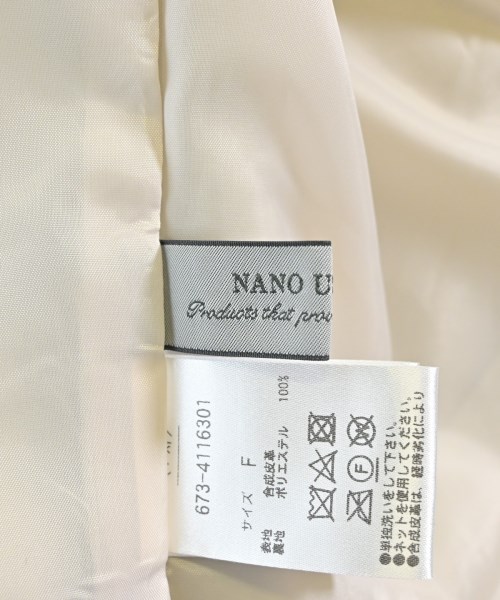 NANO U
Products that prov
673-4116301
サイズ F
表地 合成皮革
裏地 ポリエステル 100%
●単独洗いをして下さい。
●ネットを使用してください。
●合成皮革は、経時劣化により